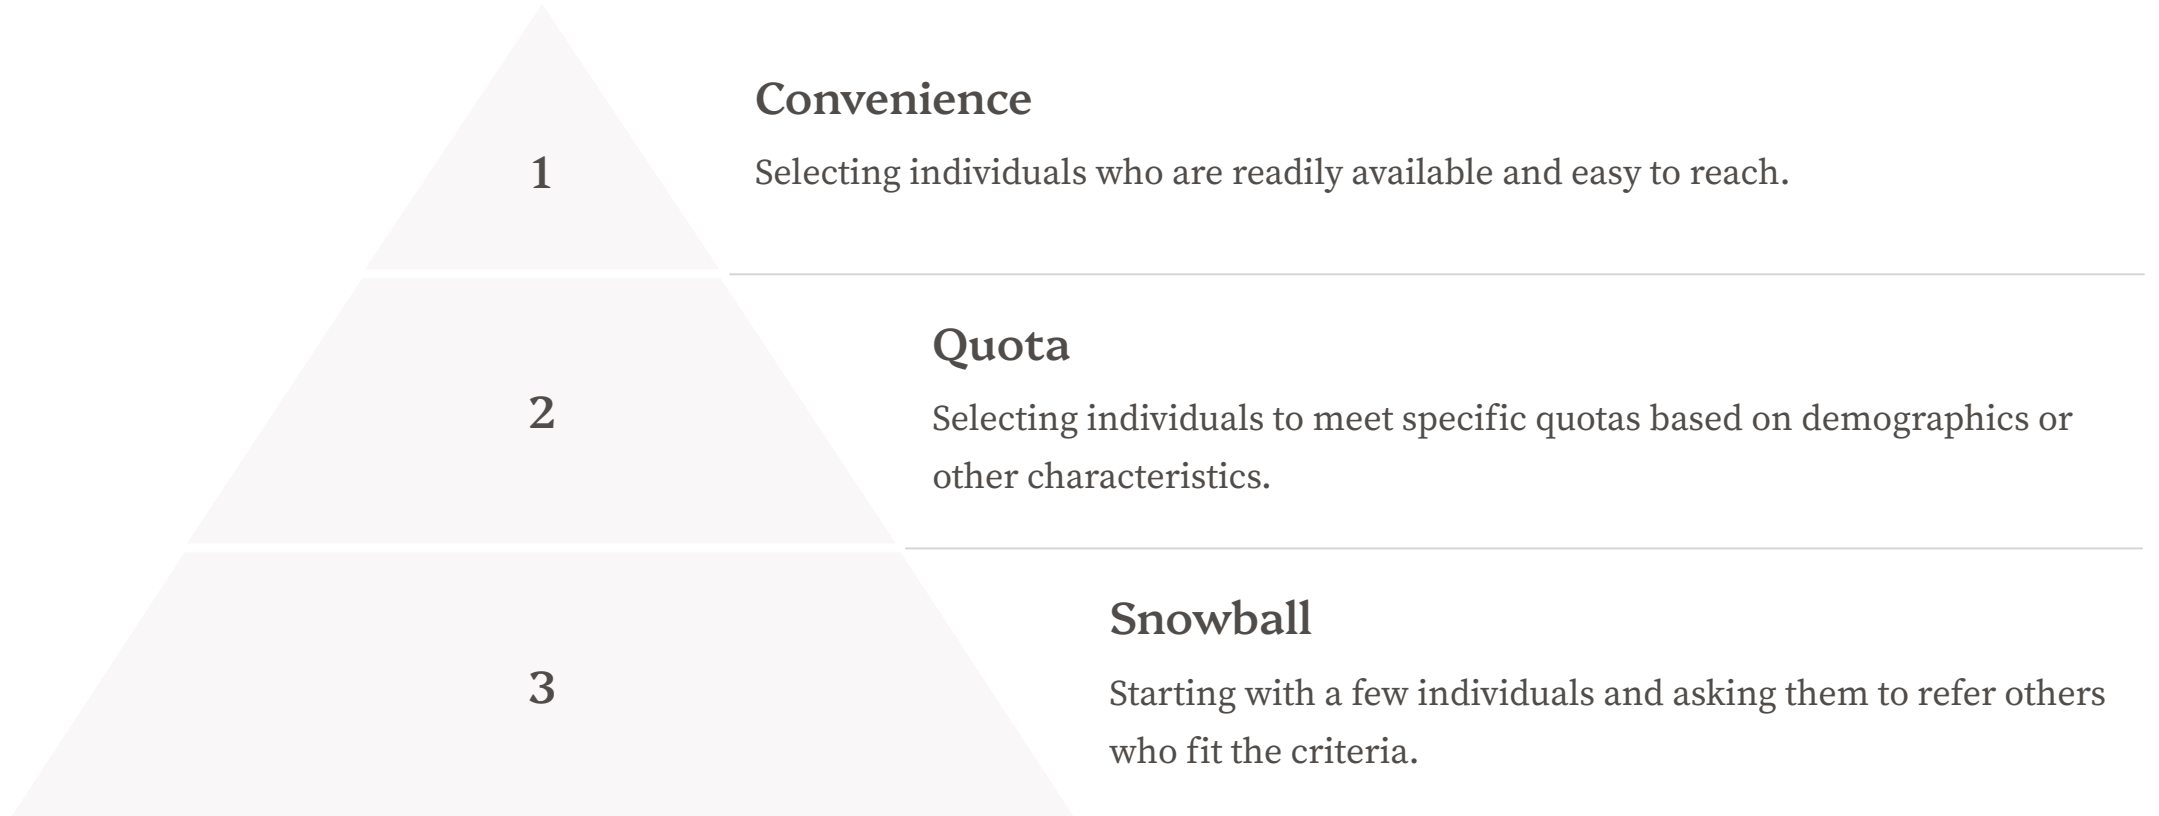 Convenience
1
Selecting individuals who are readily available and easy to reach.
Quota
2
Selecting individuals to meet specific quotas based on demographics or
other characteristics.
Snowball
3
Starting with a few individuals and asking them to refer others
who fit the criteria.